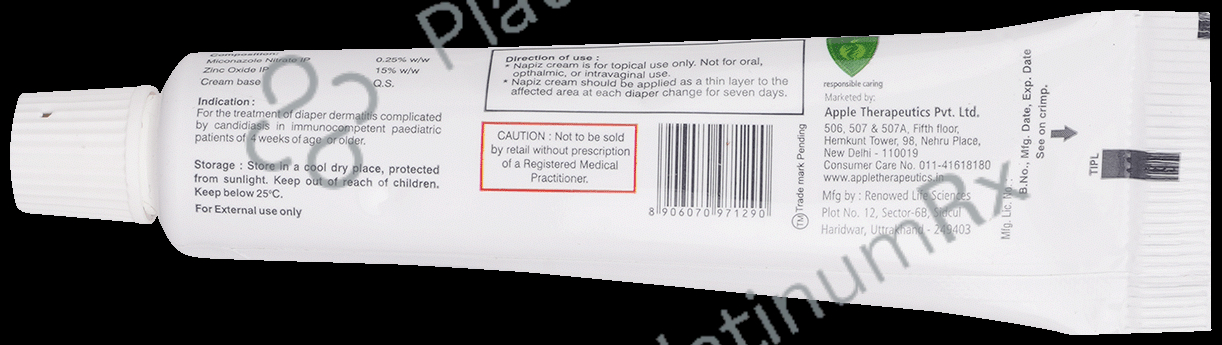 Composition:
Miconazole Nitrate IP 0.25% w/w
Zinc Oxide IP 15% w/w
Cream base Q.S.
Indication :
For the treatment of diaper dermatitis complicated
by candidiasis in immunocompetent paediatric
patients of 4 weeks of age or older.
Storage : Store in a cool dry place, protected
from sunlight. Keep out of reach of children.
Keep below 25°C.
For External use only
Direction of use :
* Napiz cream is for topical use only. Not for oral,
opthalmic, or intravaginal use.
* Napiz cream should be applied as a thin layer to the
affected area at each diaper change for seven days.
CAUTION : Not to be sold
by retail without prescription
of a Registered Medical
Practitioner.
8 906070 971290
TM Trade mark Pending
responsible caring
Marketed by:
Apple Therapeutics Pvt. Ltd.
506, 507 & 507A, Fifth floor,
Hemkunt Tower, 98, Nehru Place,
New Delhi - 110019
Consumer Care No. 011-41618180
www.appletherapeutics.in
Mfg by : Renowed Life Sciences
Plot No. 12, Sector-6B, Sidcul
Haridwar, Uttrakhand - 249403
Mfg. Lic. No.:
B.No., Mfg. Date, Exp. Date
See on crimp.
TIPL
Plat
PlatinumRx